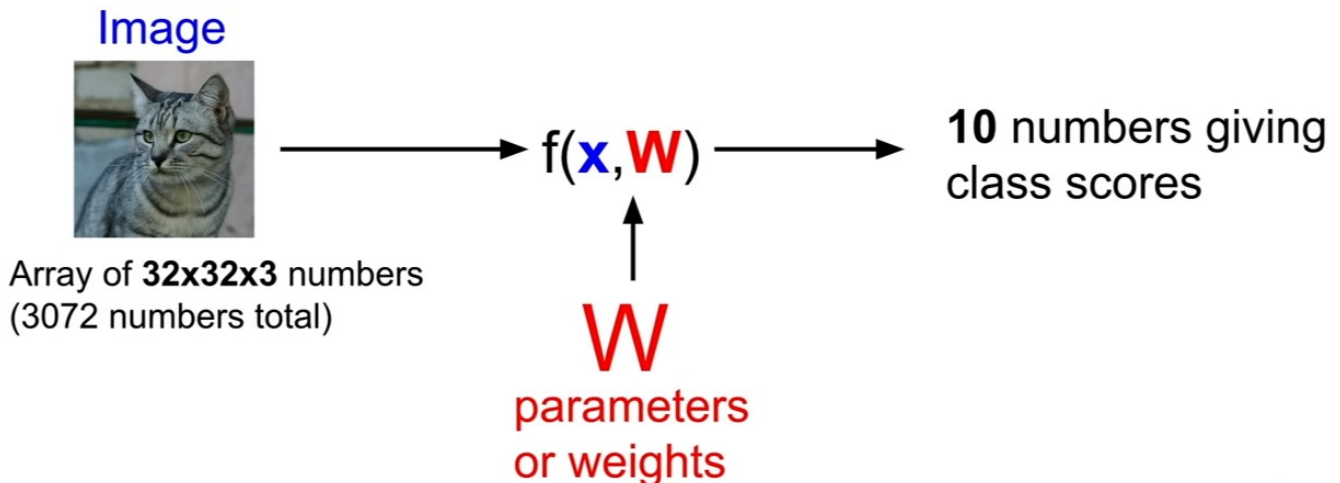 Image
Array of 32x32x3 numbers
(3072 numbers total)
f(x,W)
W
parameters
or weights
10 numbers giving
class scores